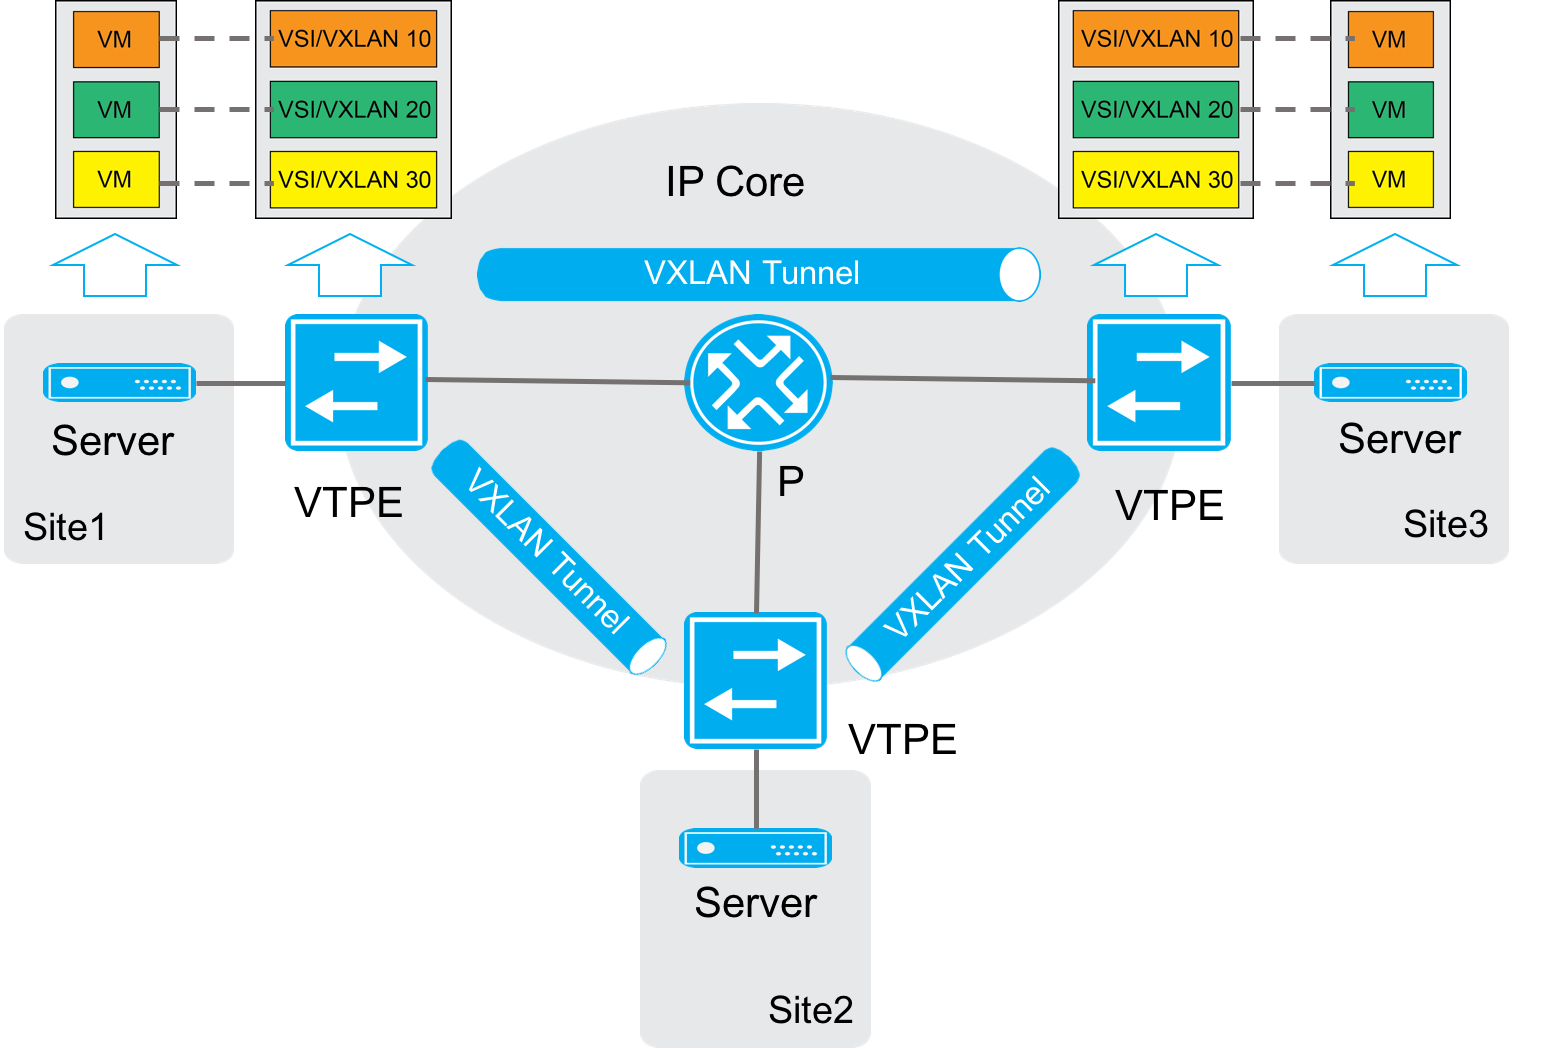 VM
VSI/VXLAN 10
VSI/VXLAN 10
VM
VM
VSI/VXLAN 20
VSI/VXLAN 20
VM
VM
VSI/VXLAN 30
VSI/VXLAN 30
VM
IP Core
VXLAN Tunnel
Server
Site1
VTPE
P
VTPE
Server
Site3
VXLAN Tunnel
VXLAN Tunnel
VTPE
Server
Site2